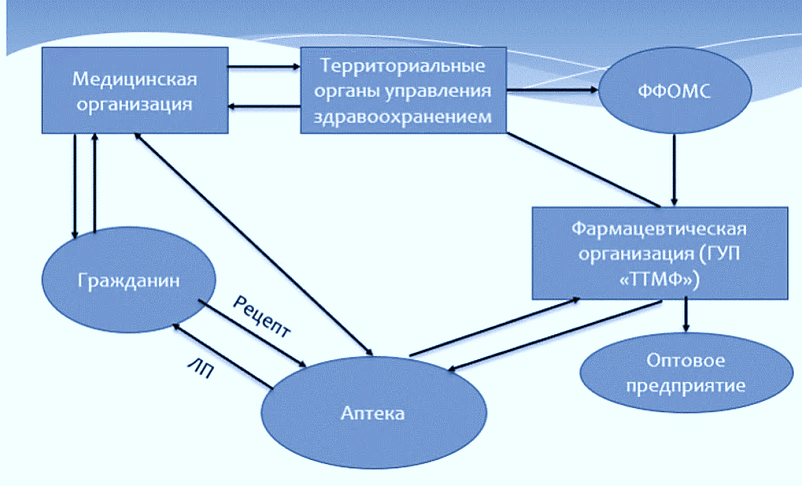 Медицинская
организация
Территориальные
органы управления
здравоохранением
ФФОМС
Фармацевтическая
организация (ГУП
«ТТМФ»)
Гражданин
Рецепт
ЛП
Оптовое
предприятие
Аптека